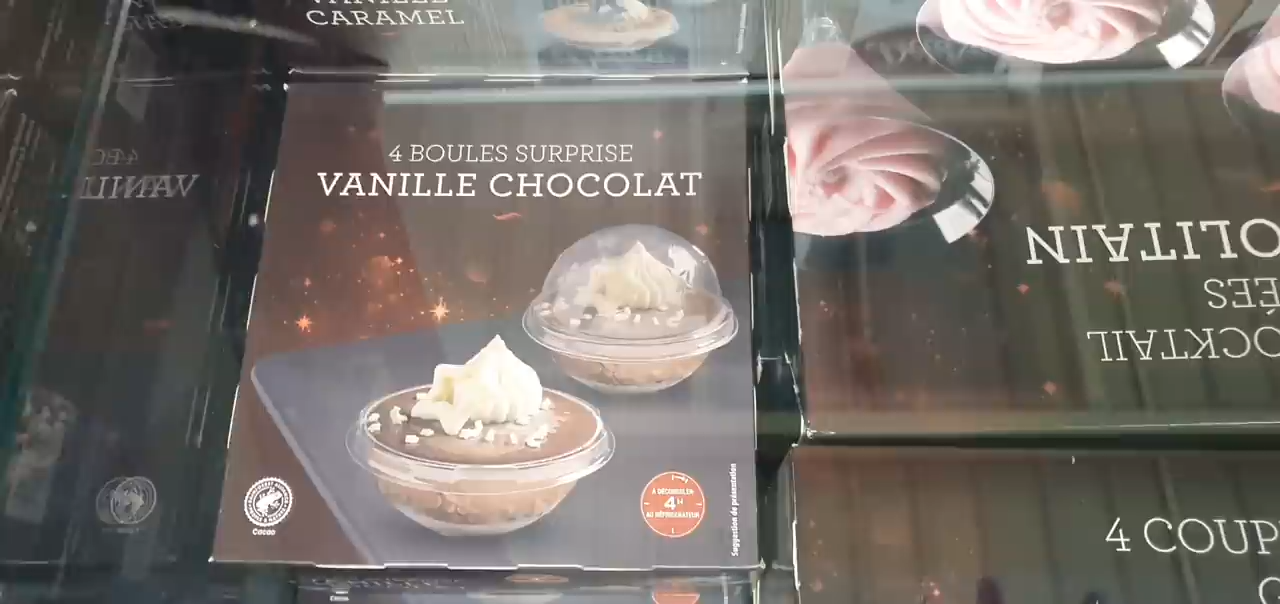 VANILLE
CARAMEL
4 BOULES SURPRISE
VANILLE CHOCOLAT
À DÉCONGELER
4H
AU RÉFRIGÉRATEUR
Suggestion de présentation
Cacao
OLITAIN
ÉES
OCKTAIL
4 COUP
VANILL